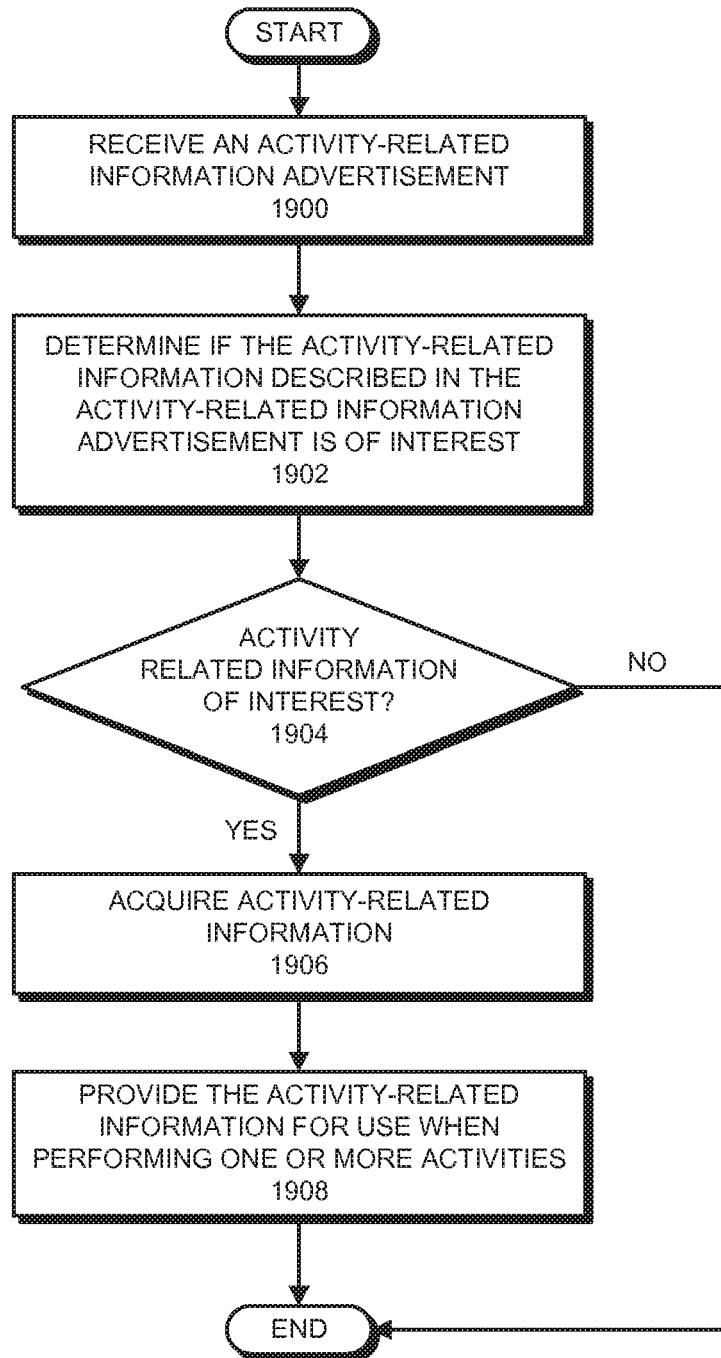 START
RECEIVE AN ACTIVITY-RELATED
INFORMATION ADVERTISEMENT
1900
DETERMINE IF THE ACTIVITY-RELATED
INFORMATION DESCRIBED IN THE
ACTIVITY-RELATED INFORMATION
ADVERTISEMENT IS OF INTEREST
1902
ACTIVITY
RELATED INFORMATION
OF INTEREST?
1904
NO
YES
ACQUIRE ACTIVITY-RELATED
INFORMATION
1906
PROVIDE THE ACTIVITY-RELATED
INFORMATION FOR USE WHEN
PERFORMING ONE OR MORE ACTIVITIES
1908
END